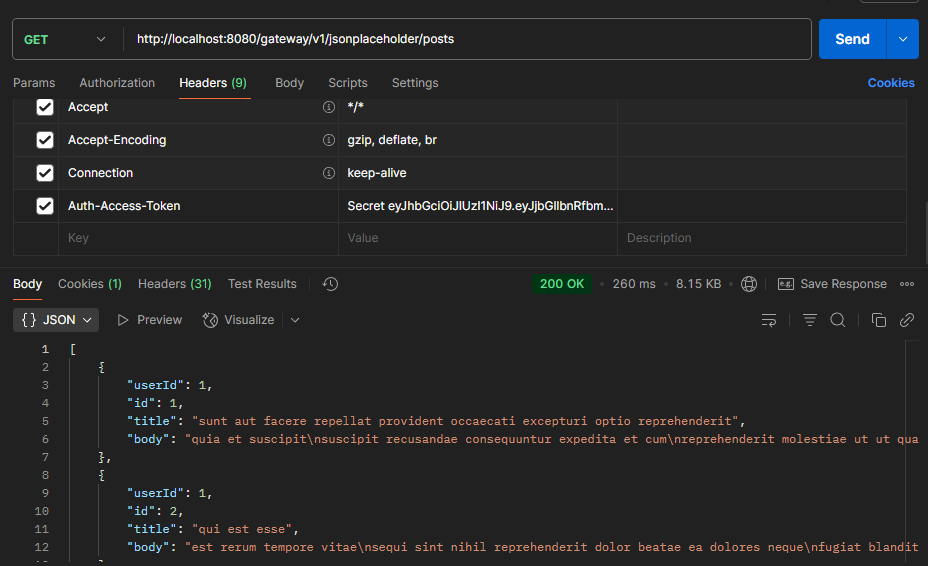 GET http://localhost:8080/gateway/v1/jsonplaceholder/posts Send
Params Authorization Headers (9) Body Scripts Settings Cookies
Accept */*
Accept-Encoding gzip, deflate, br
Connection keep-alive
Auth-Access-Token Secret eyJhbGciOiJIUzI1NiJ9.eyJjbGllbnRfbm...
Key Value Description
Body Cookies (1) Headers (31) Test Results 200 OK • 260 ms • 8.15 KB • e.g. Save Response
{} JSON Preview Visualize
1 [
2 {
3 "userId": 1,
4 "id": 1,
5 "title": "sunt aut facere repellat provident occaecati excepturi optio reprehenderit",
6 "body": "quia et suscipit\nsuscipit recusandae consequuntur expedita et cum\nreprehenderit molestiae ut ut qua
7 },
8 {
9 "userId": 1,
10 "id": 2,
11 "title": "qui est esse",
12 "body": "est rerum tempore vitae\nsequi sint nihil reprehenderit dolor beatae ea dolores neque\nfugiat blandit